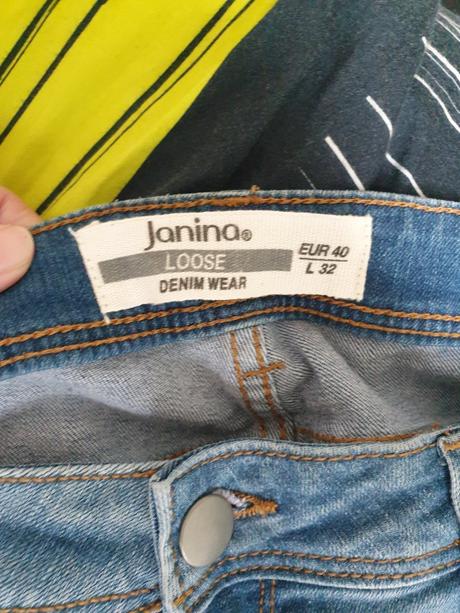 Janina®
LOOSE
DENIM WEAR
EUR 40
L 32